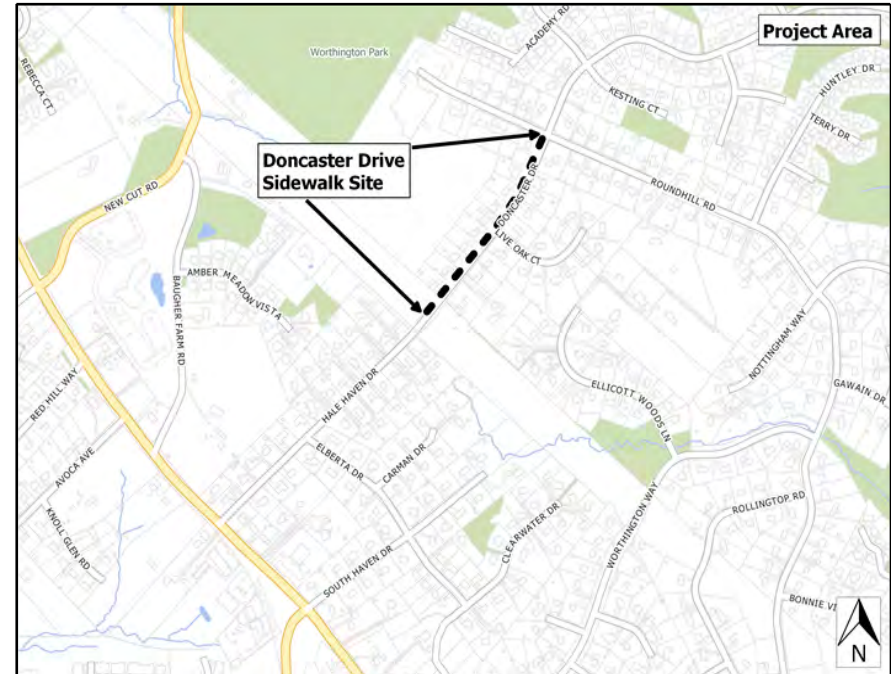 Project Area
ACADEMY RD
Worthington Park
REBECCA CT
HUNTLEY DR
KESTING CT
TERRY DR
Doncaster Drive
Sidewalk Site
ROUNDHILL RD
NEW CUT RD
DONCASTER DR
LIVE OAK CT
AMBER MEADOW VISTA
BAUGHER FARM RD
NOTTINGHAM WAY
RED HILL WAY
HALE HAVEN DR
ELLICOTT WOODS LN
GAWAIN DR
AVOCA AVE
ELBERTA DR
CARMAN DR
KNOLL GLEN RD
ROLLINGTOP RD
CLEARWATER DR
WORTHINGTON WAY
SOUTH HAVEN DR
BONNIE VI
N